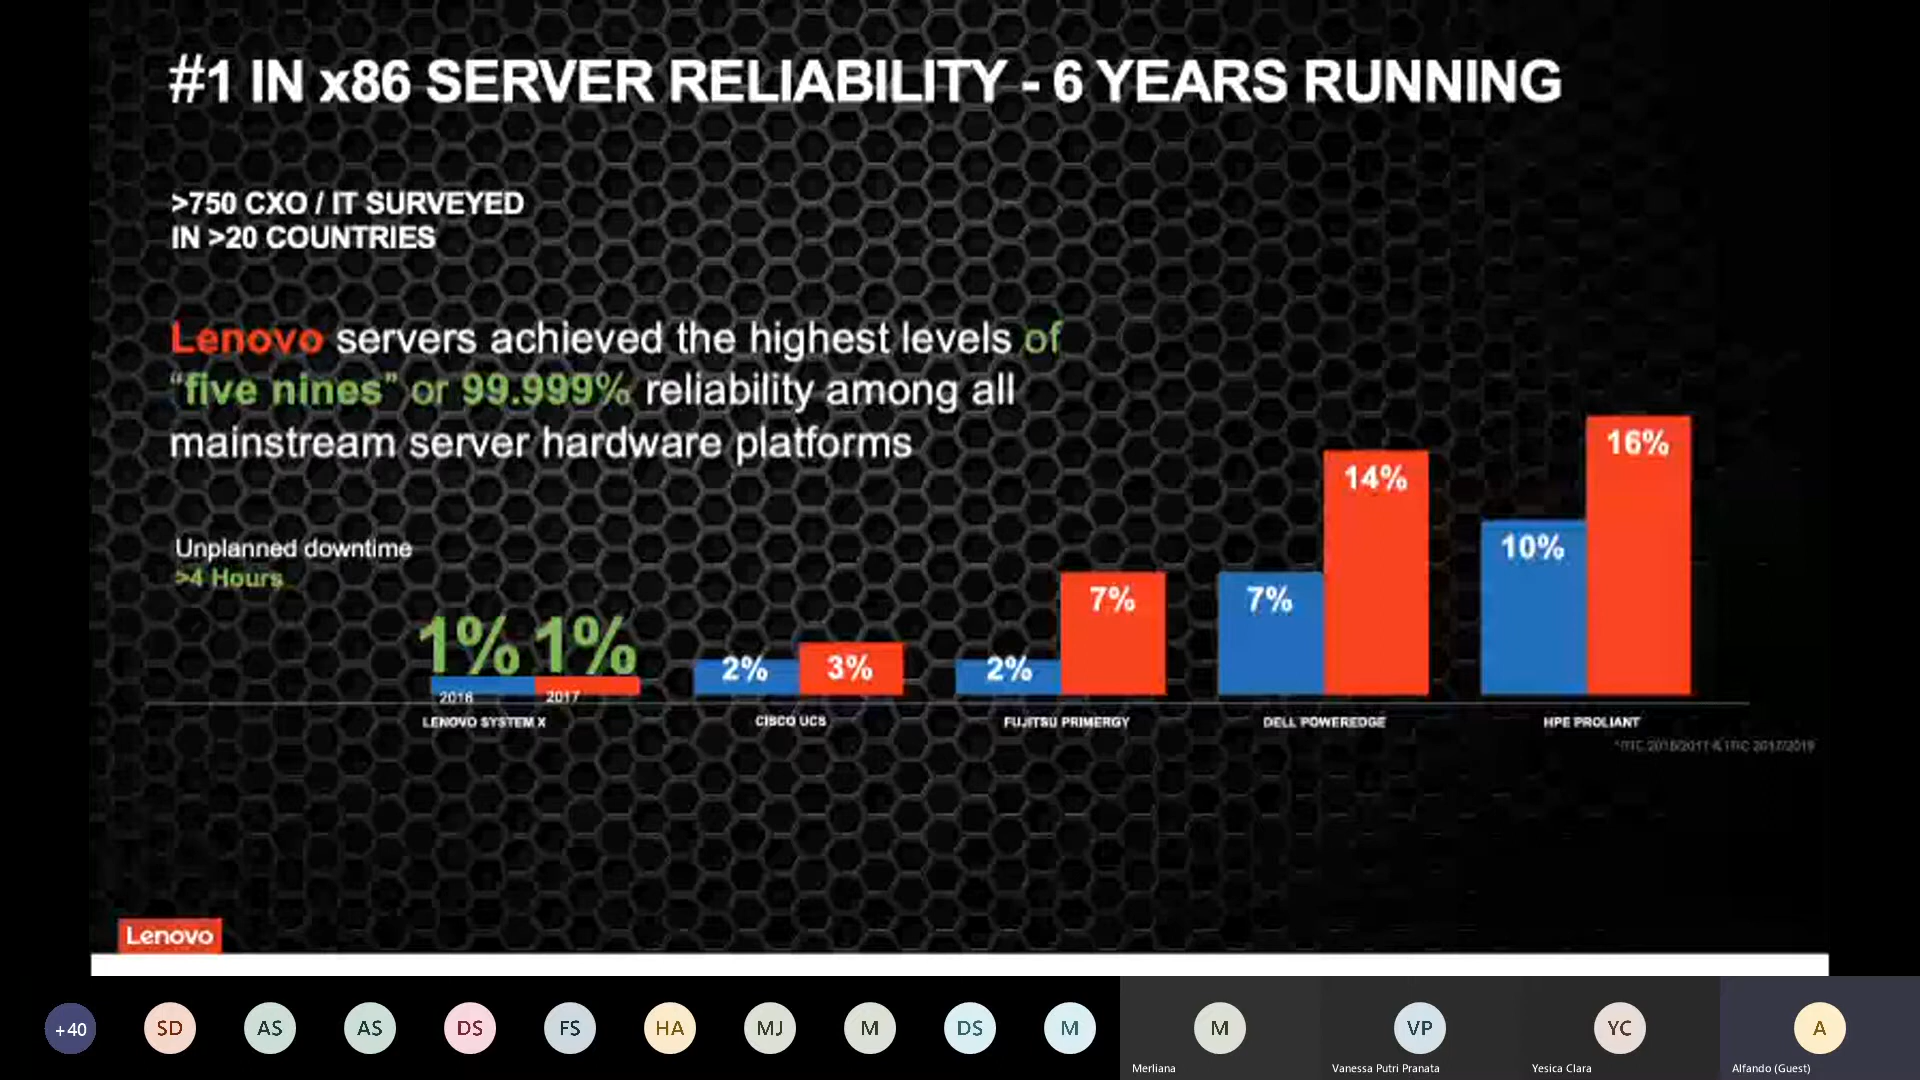 #1 IN x86 SERVER RELIABILITY - 6 YEARS RUNNING
>750 CXO / IT SURVEYED
IN >20 COUNTRIES
Lenovo servers achieved the highest levels of
“five nines” or 99.999% reliability among all
mainstream server hardware platforms
Unplanned downtime
>4 Hours
1% 1%
2% 3%
2% 7%
7% 14%
10% 16%
2016 2017
LENOVO SYSTEM X CISCO UCS FUJITSU PRIMERGY DELL POWEREDGE HPE PROLIANT
Lenovo
+40 SD AS AS DS FS HA MJ M DS M M VP YC A
Merliana Vanessa Putri Pranata Yesica Clara Alfando (Guest)